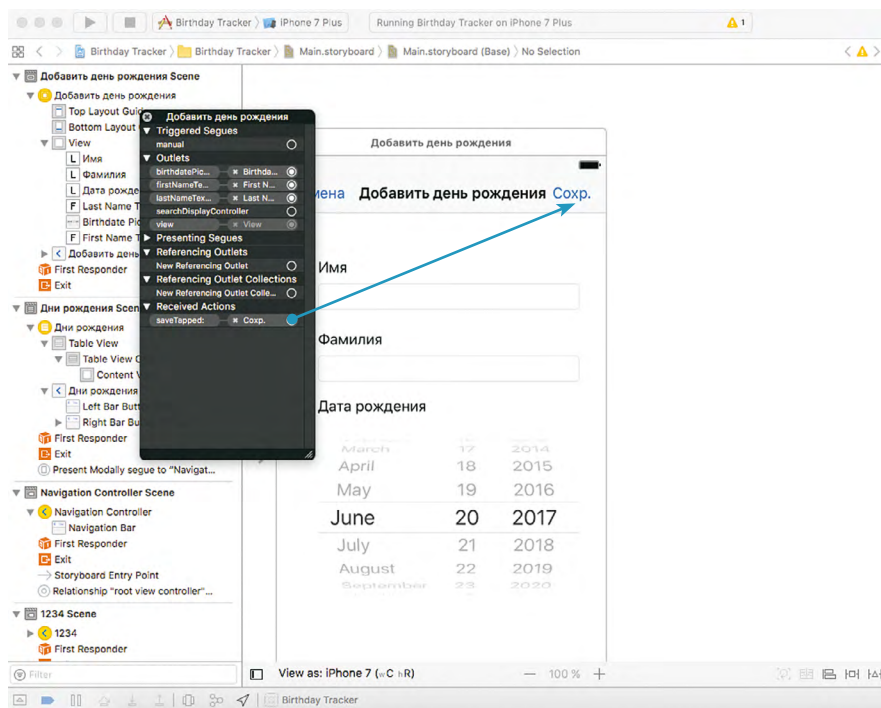 Birthday Tracker
iPhone 7 Plus
Running Birthday Tracker on iPhone 7 Plus
1
Birthday Tracker
Birthday Tracker
Main.storyboard
Main.storyboard (Base)
No Selection
Добавить день рождения Scene
Добавить день рождения
Top Layout Guid
Bottom Layout
View
L Имя
L Фамилия
L Дата рожде
F Last Name T
Birthdate Pic
F First Name T
Добавить день
First Responder
Exit
Дни рождения Scen
Дни рождения
Table View
Table View C
Content V
Дни рождения
Left Bar Butt
Right Bar Bu
First Responder
Exit
Present Modally segue to "Navigat...
Navigation Controller Scene
Navigation Controller
Navigation Bar
First Responder
Exit
Storyboard Entry Point
Relationship "root view controller"...
1234 Scene
1234
First Responder
Filter
Добавить день рождения
Triggered Segues
manual
Outlets
birthdatePic... Birthda...
firstNameTe... First N...
lastNameTex... Last N...
searchDisplayController
view View
Presenting Segues
Referencing Outlets
New Referencing Outlet
Referencing Outlet Collections
New Referencing Outlet Colle...
Received Actions
saveTapped: Сохр.
Добавить день рождения
мена Добавить день рождения Сохр.
Имя
Фамилия
Дата рождения
March 17 2014
April 18 2015
May 19 2016
June 20 2017
July 21 2018
August 22 2019
September 23 2020
View as: iPhone 7 (wC hR)
100 %
Birthday Tracker